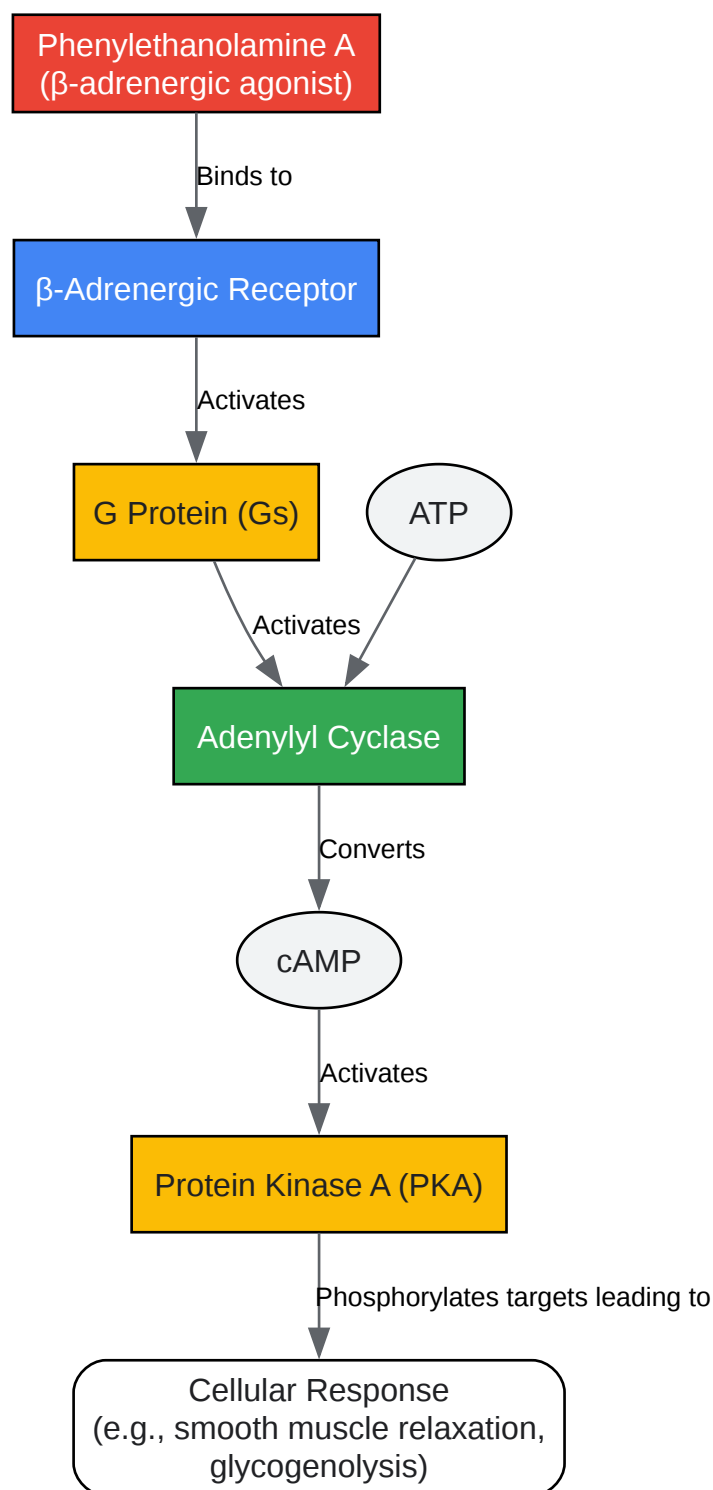 Phenylethanolamine A
(β-adrenergic agonist)
Binds to
β-Adrenergic Receptor
Activates
G Protein (Gs)
ATP
Activates
Adenylyl Cyclase
Converts
cAMP
Activates
Protein Kinase A (PKA)
Phosphorylates targets leading to
Cellular Response
(e.g., smooth muscle relaxation,
glycogenolysis)